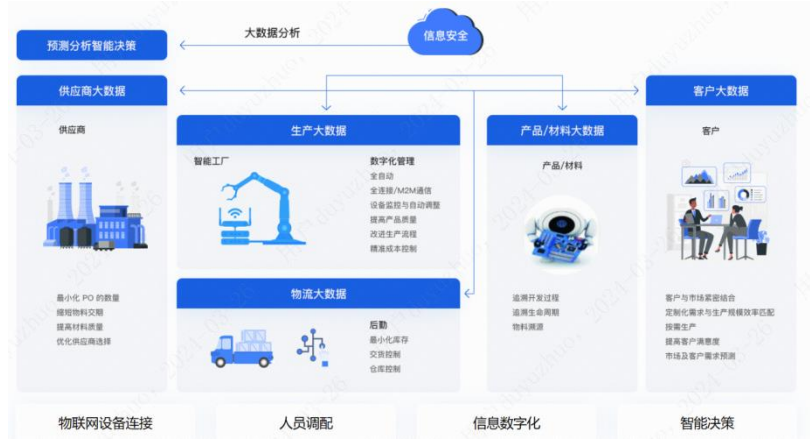 大数据分析
信息安全
预测分析智能决策
供应商大数据
客户大数据
供应商
生产大数据
产品/材料大数据
客户
智能工厂
数字化管理
全自动
全连接/M2M通信
设备监控与自动调整
提高产品质量
改进生产流程
精准成本控制
产品/材料
物流大数据
后勤
最小化库存
交货控制
仓库控制
最小化 PO 的数量
缩短物料交期
提高材料质量
优化供应商选择
追溯开发过程
追溯生命周期
物料溯源
客户与市场紧密结合
定制化需求与生产规模效率匹配
按需生产
提高客户满意度
市场及客户需求预测
物联网设备连接
人员调配
信息数字化
智能决策